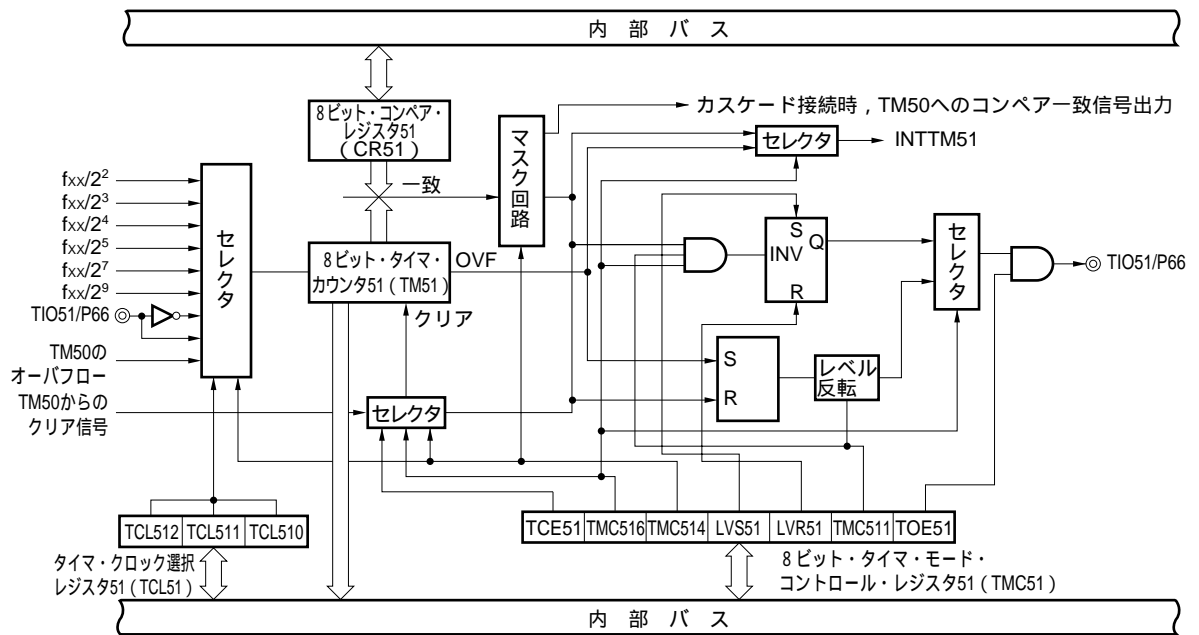 内 部 バ ス
8ビット・コンペア・
レジスタ51
(CR51)
マスク回路
カスケード接続時，TM50へのコンペア一致信号出力
セレクタ
INTTM51
一致
fxx/2²
fxx/2³
fxx/2⁴
fxx/2⁵
fxx/2⁷
fxx/2⁹
TIO51/P66
TM50の
オーバフロー
TM50からの
クリア信号
セレクタ
8ビット・タイマ・
カウンタ51(TM51)
OVF
クリア
セレクタ
S
INV
Q
R
S
R
レベル
反転
セレクタ
TIO51/P66
TCL512 TCL511 TCL510
タイマ・クロック選択
レジスタ51(TCL51)
TCE51 TMC516 TMC514 LVS51 LVR51 TMC511 TOE51
8ビット・タイマ・モード・
コントロール・レジスタ51(TMC51)
内 部 バ ス